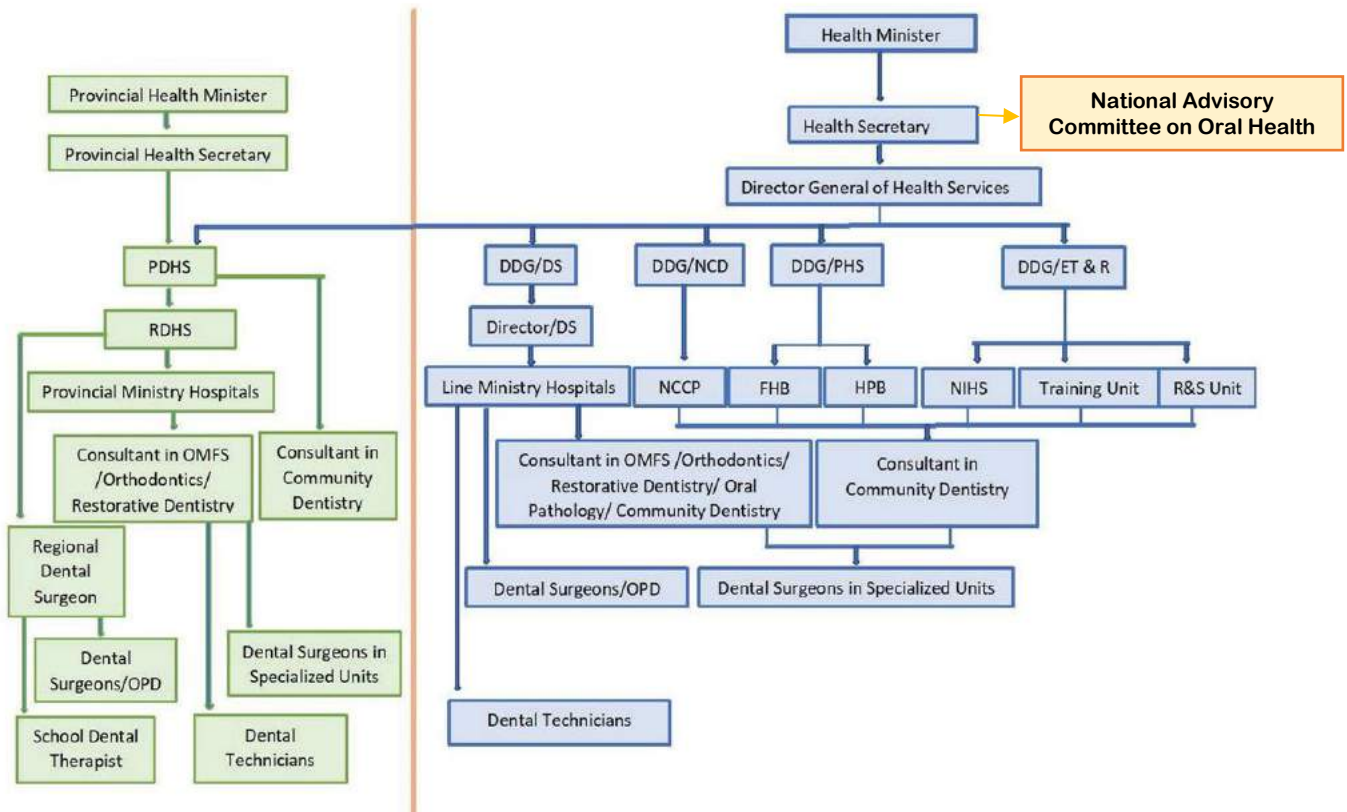 Health Minister
Provincial Health Minister
National Advisory
Committee on Oral Health
Health Secretary
Provincial Health Secretary
Director General of Health Services
PDHS
DDG/DS
DDG/NCD
DDG/PHS
DDG/ET & R
RDHS
Director/DS
Provincial Ministry Hospitals
Line Ministry Hospitals
NCCP
FHB
HPB
NIHS
Training Unit
R&S Unit
Consultant in OMFS
/Orthodontics/
Restorative Dentistry
Consultant in
Community
Dentistry
Consultant in OMFS /Orthodontics/
Restorative Dentistry/ Oral
Pathology/ Community Dentistry
Consultant in
Community Dentistry
Regional
Dental
Surgeon
Dental Surgeons/OPD
Dental Surgeons in Specialized Units
Dental
Surgeons/OPD
Dental Surgeons in
Specialized Units
School Dental
Therapist
Dental
Technicians
Dental Technicians